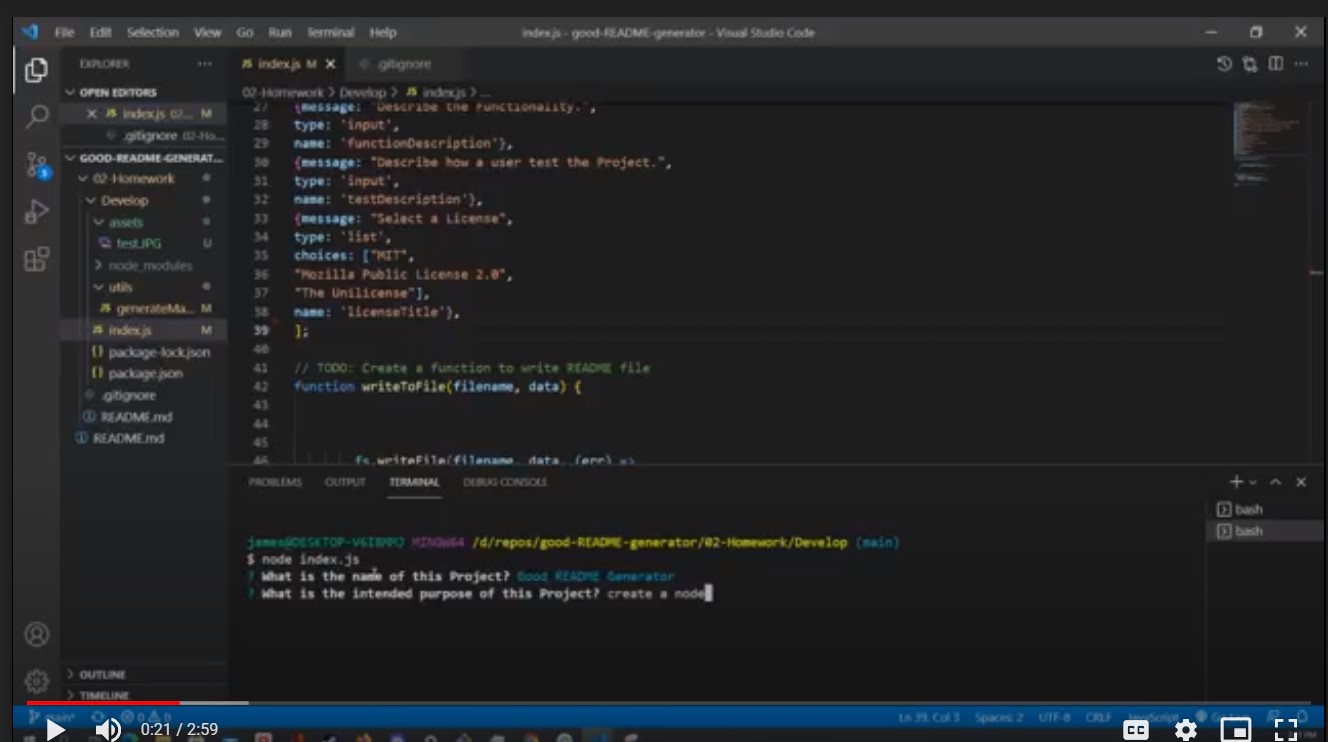 File Edit Selection View Go Run Terminal Help
index.js - good-README-generator - Visual Studio Code
EXPLORER
index.js M
.gitignore
OPEN EDITORS
index.js 02... M
.gitignore 02-Ho...
GOOD-README-GENERAT...
02-Homework
Develop
assets
test.JPG U
node_modules
utils
generateMa... M
index.js M
package-lock.json
package.json
.gitignore
README.md
README.md
OUTLINE
TIMELINE
02-Homework > Develop > JS index.js > ...
27 {message: "Describe the Functionality.",
28 type: 'input',
29 name: 'functionDescription'},
30 {message: "Describe how a user test the Project.",
31 type: 'input',
32 name: 'testDescription'},
33 {message: "Select a License",
34 type: 'list',
35 choices: ["MIT",
36 "Mozilla Public License 2.0",
37 "The Unilicense"],
38 name: 'licenseTitle'},
39 ];
40
41 // TODO: Create a function to write README file
42 function writeToFile(filename, data) {
43
44
45
46 fs.writeFile(filename, data, (err) =>
PROBLEMS OUTPUT TERMINAL DEBUG CONSOLE
bash
bash
james@DESKTOP-V6IBMMJ MINGW64 /d/repos/good-README-generator/02-Homework/Develop (main)
$ node index.js
? What is the name of this Project? Good README Generator
? What is the intended purpose of this Project? create a node
main*
0 0
Ln 39, Col 3 Spaces: 2 UTF-8 CRLF JavaScript
0:21 / 2:59
CC